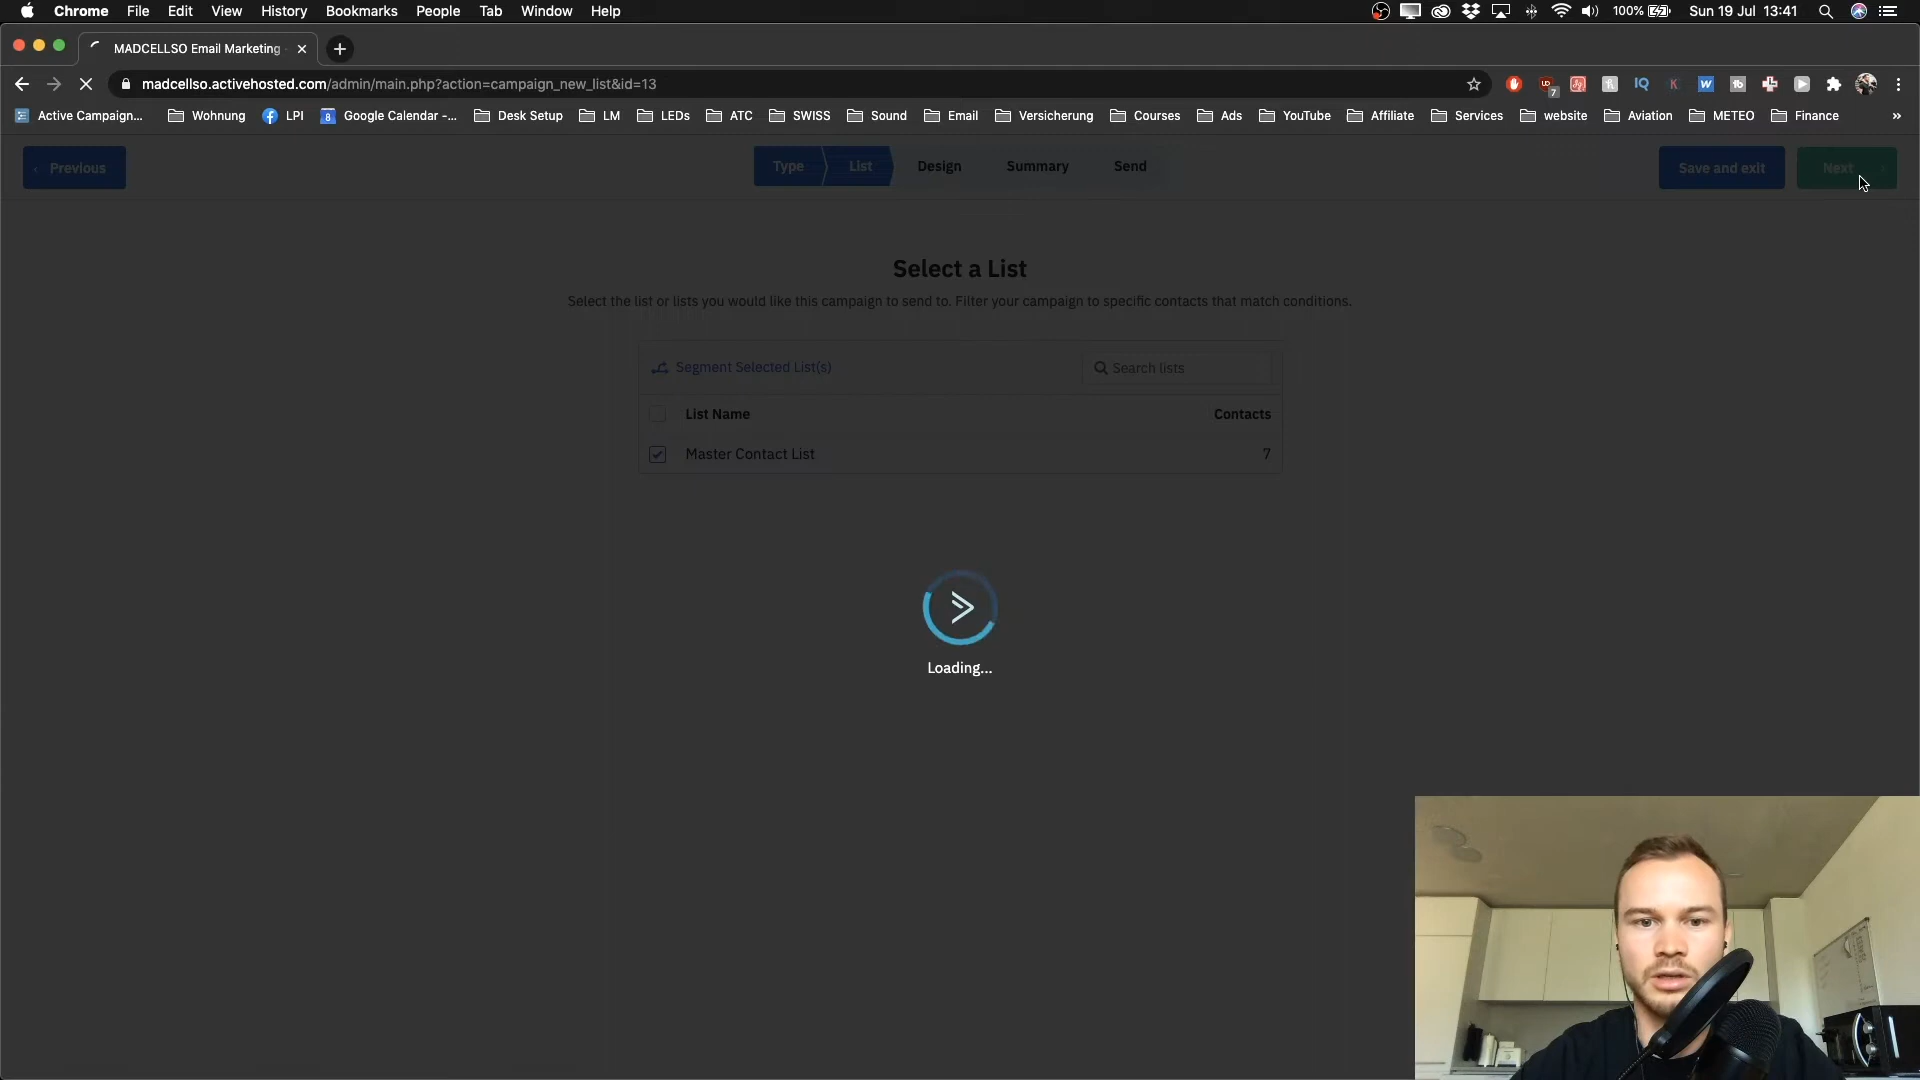 Chrome File Edit View History Bookmarks People Tab Window Help 100% Sun 19 Jul 13:41
MADCELLSO Email Marketing
madcellso.activehosted.com/admin/main.php?action=campaign_new_list&id=13
Active Campaign... Wohnung LPI Google Calendar -... Desk Setup LM LEDs ATC SWISS Sound Email Versicherung Courses Ads YouTube Affiliate Services website Aviation METEO Finance »
Previous Type List Design Summary Send Save and exit Next
Select a List
Select the list or lists you would like this campaign to send to. Filter your campaign to specific contacts that match conditions.
Segment Selected List(s) Search lists
List Name Contacts
Master Contact List 7
Loading...